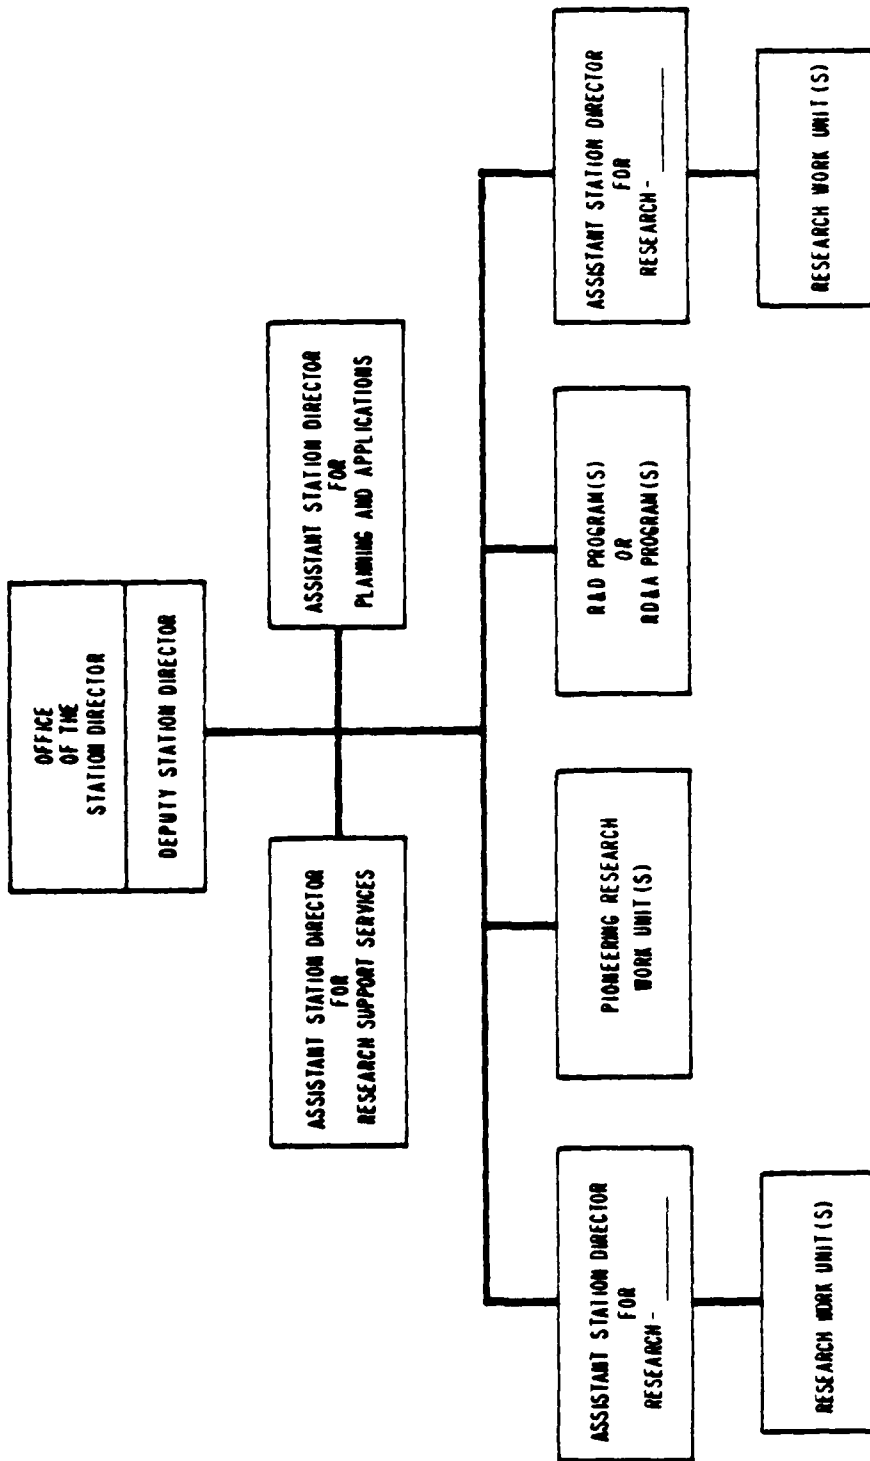 OFFICE
OF THE
STATION DIRECTOR
DEPUTY STATION DIRECTOR
ASSISTANT STATION DIRECTOR
FOR
RESEARCH SUPPORT SERVICES
ASSISTANT STATION DIRECTOR
FOR
PLANNING AND APPLICATIONS
ASSISTANT STATION DIRECTOR
FOR
RESEARCH- ________
PIONEERING RESEARCH
WORK UNIT(S)
R&D PROGRAM(S)
OR
RD&A PROGRAM(S)
ASSISTANT STATION DIRECTOR
FOR
RESEARCH- ________
RESEARCH WORK UNIT(S)
RESEARCH WORK UNIT(S)